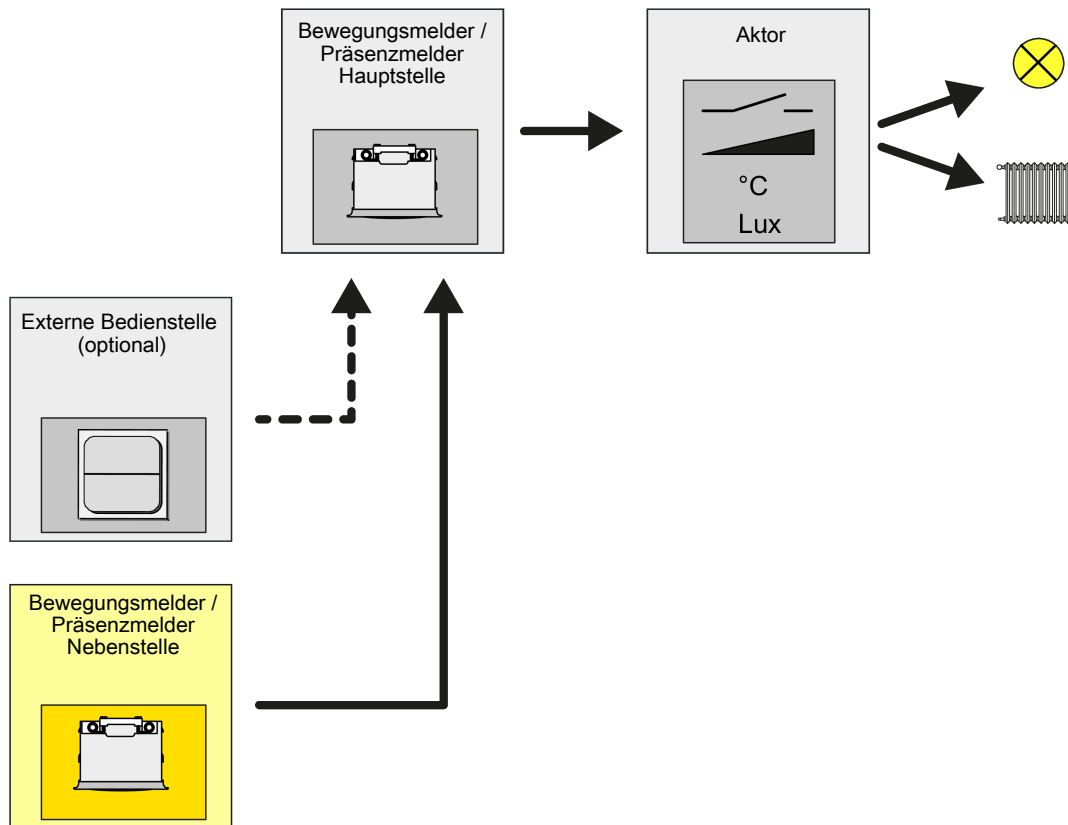 Bewegungsmelder /
Präsenzmelder
Hauptstelle
Aktor
°C
Lux
Externe Bedienstelle
(optional)
Bewegungsmelder /
Präsenzmelder
Nebenstelle